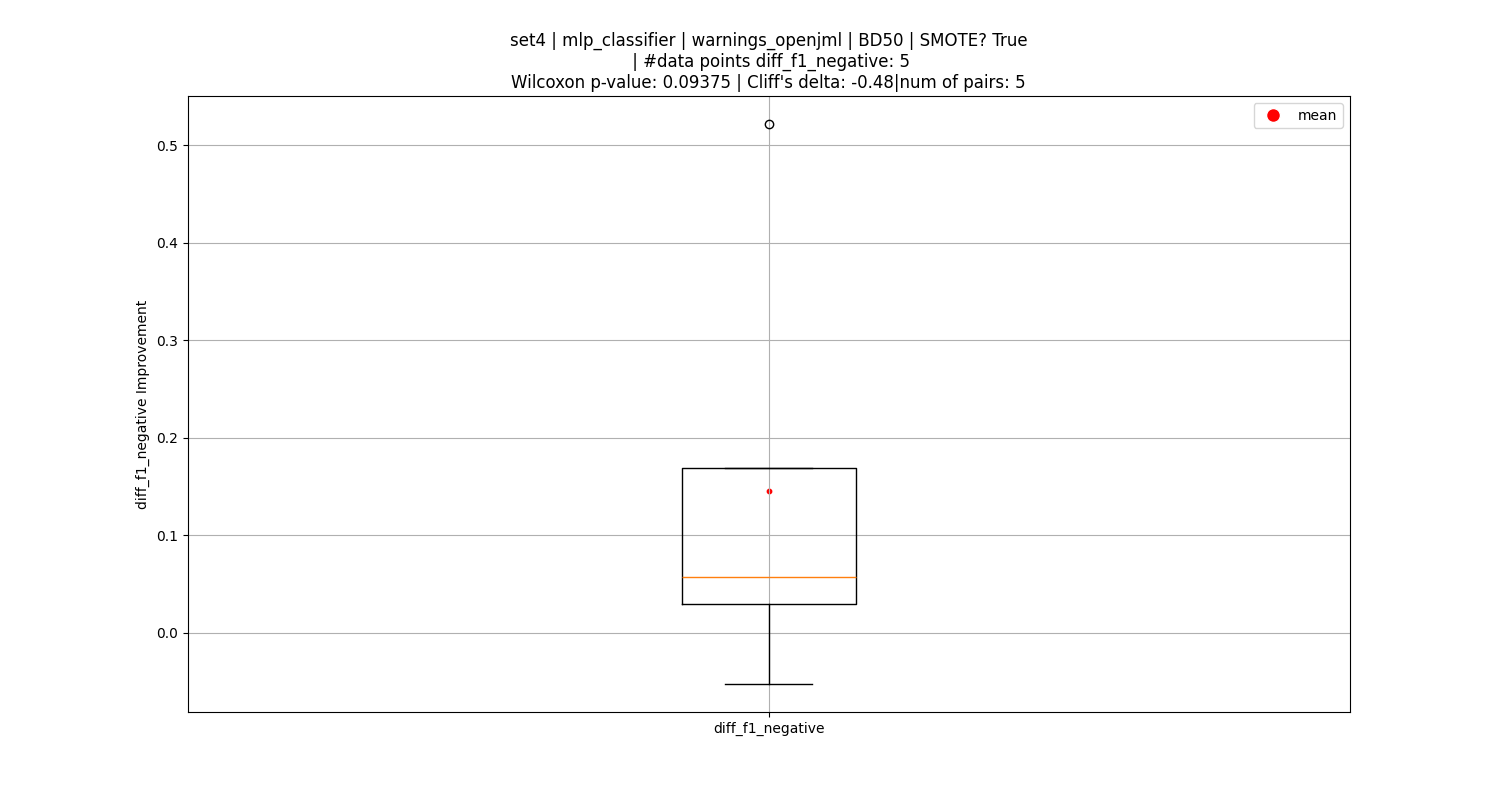 set4 | mlp_classifier | warnings_openjml | BD50 | SMOTE? True
| #data points diff_f1_negative: 5
Wilcoxon p-value: 0.09375 | Cliff's delta: -0.48|num of pairs: 5
mean
0.5
0.4
0.3
0.2
0.1
0.0
diff_f1_negative Improvement
diff_f1_negative